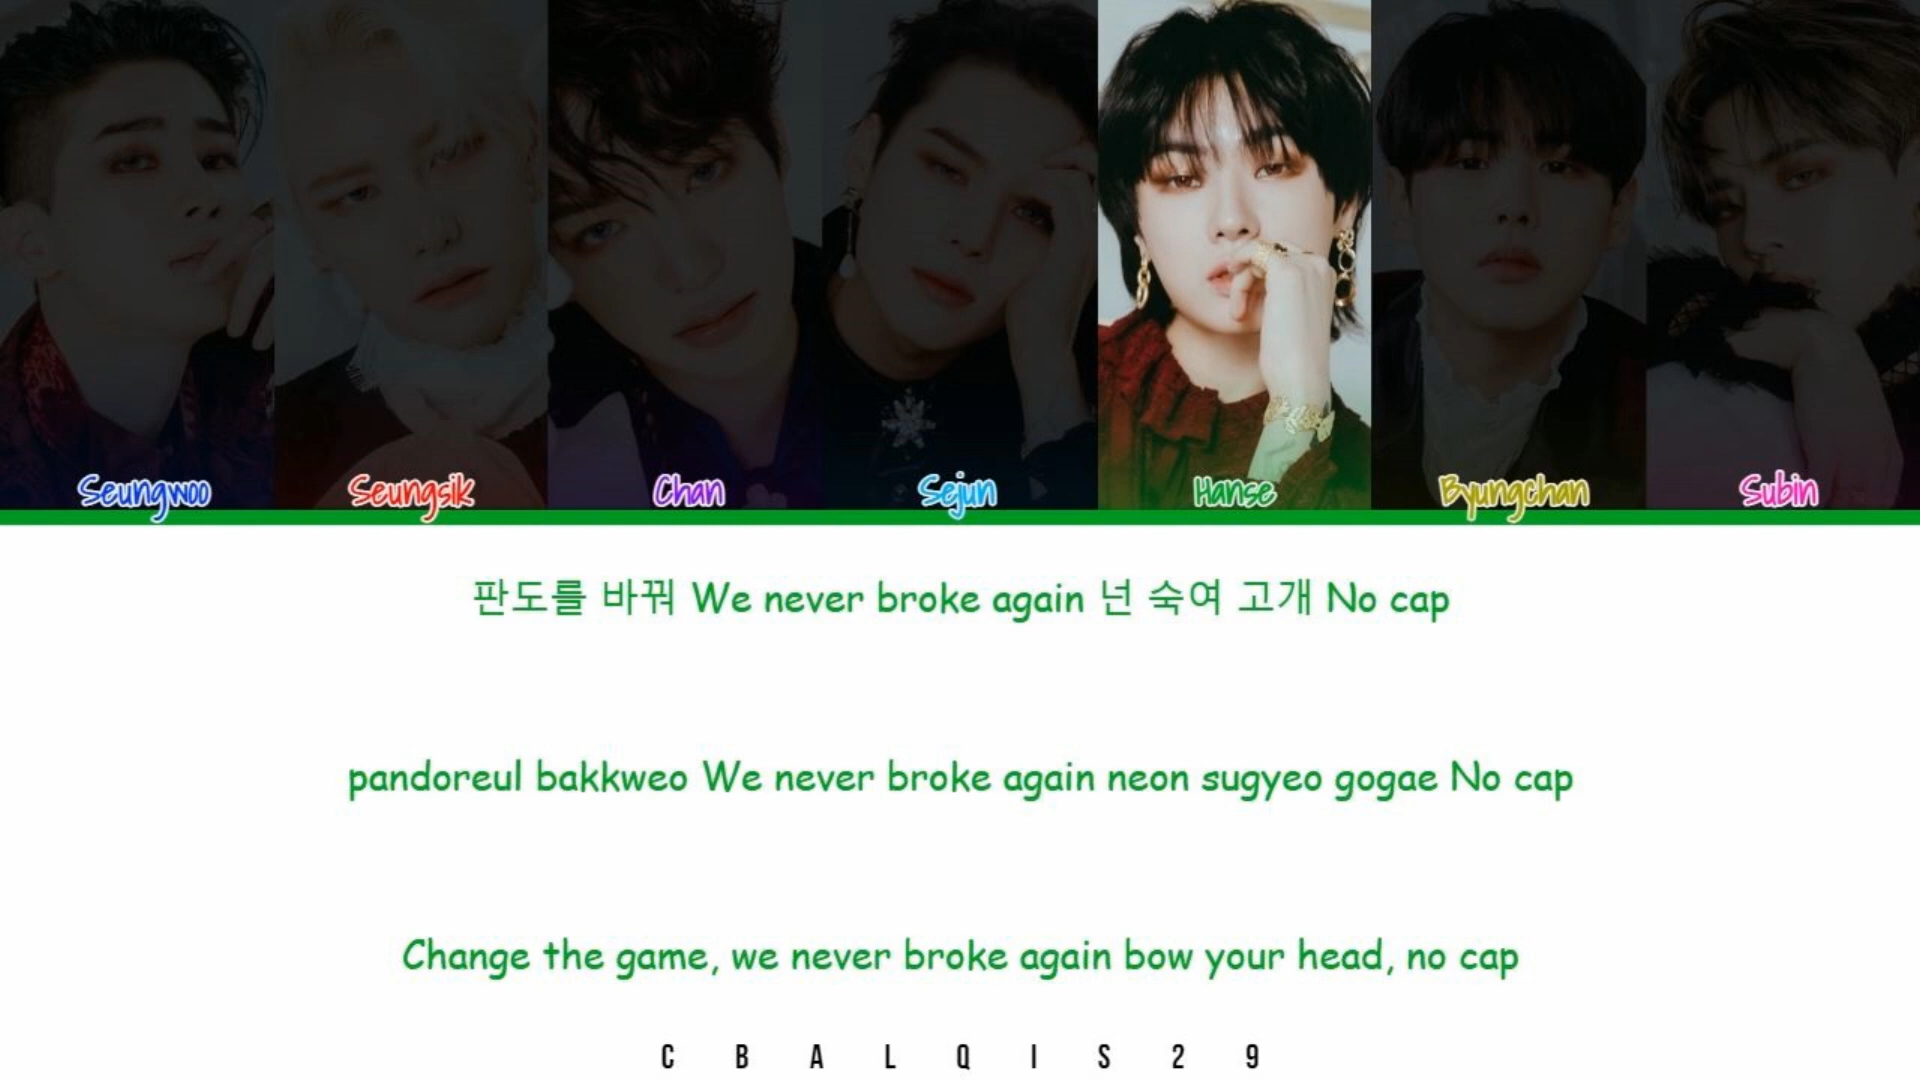 Seungwoo Seungsik Chan Sejun Hanse Byungchan Subin
판도를 바꿔 We never broke again 넌 숙여 고개 No cap
pandoreul bakkweo We never broke again neon sugyeo gogae No cap
Change the game, we never broke again bow your head, no cap
C B A L Q I S 2 9